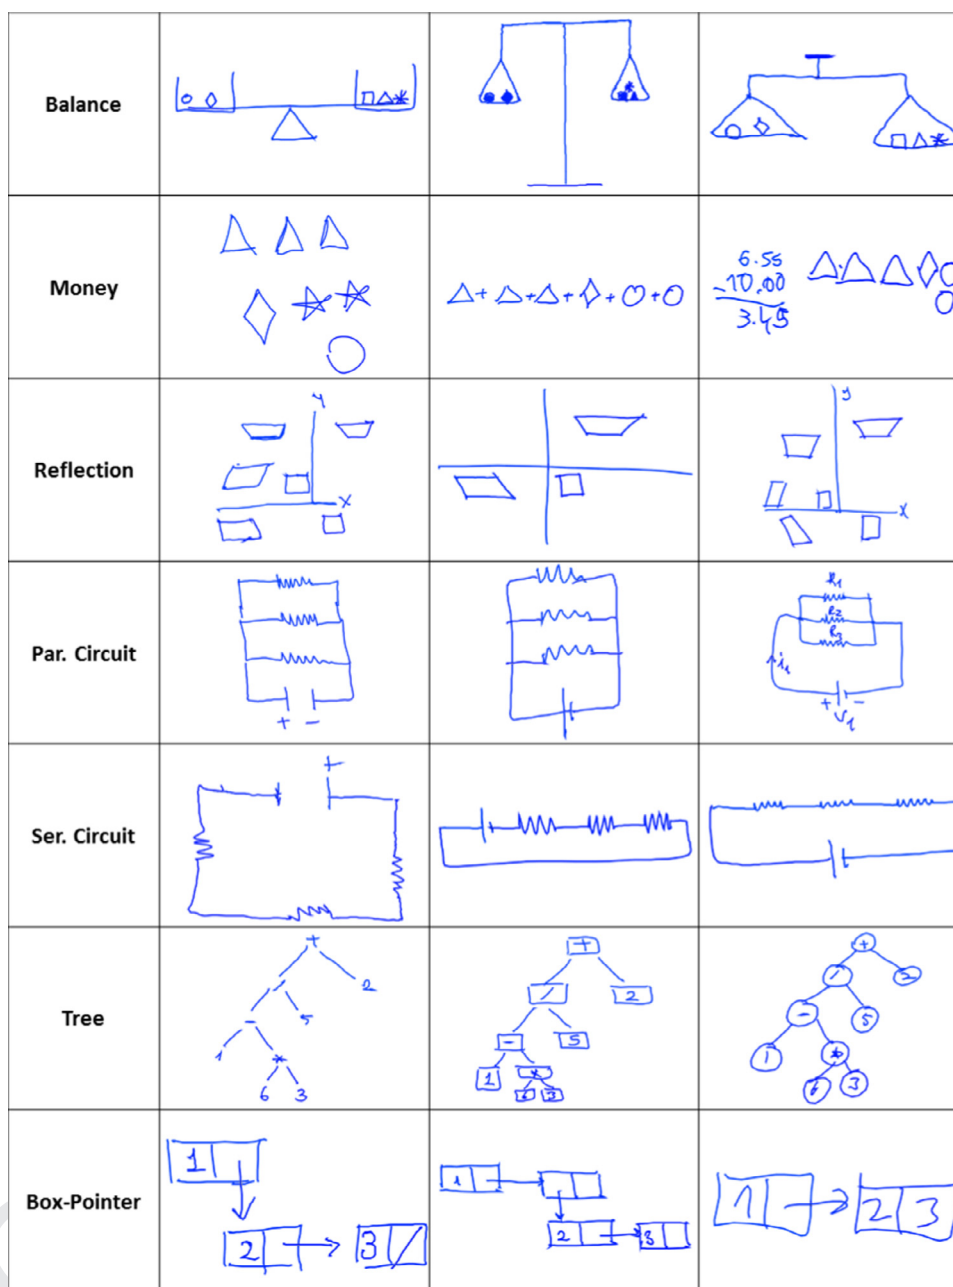 Balance
Money
6.55
-10.00
3.45
Reflection
y
x
y
x
Par. Circuit
+ -
R1
R2
R3
i1
+ -
V1
Ser. Circuit
+
Tree
+
/ 2
- 5
1 *
6 3
+
/ 2
- 5
1 *
+
/ 2
- 5
1 *
6 3
Box-Pointer
1
2 3
1
2 3
1 2 3